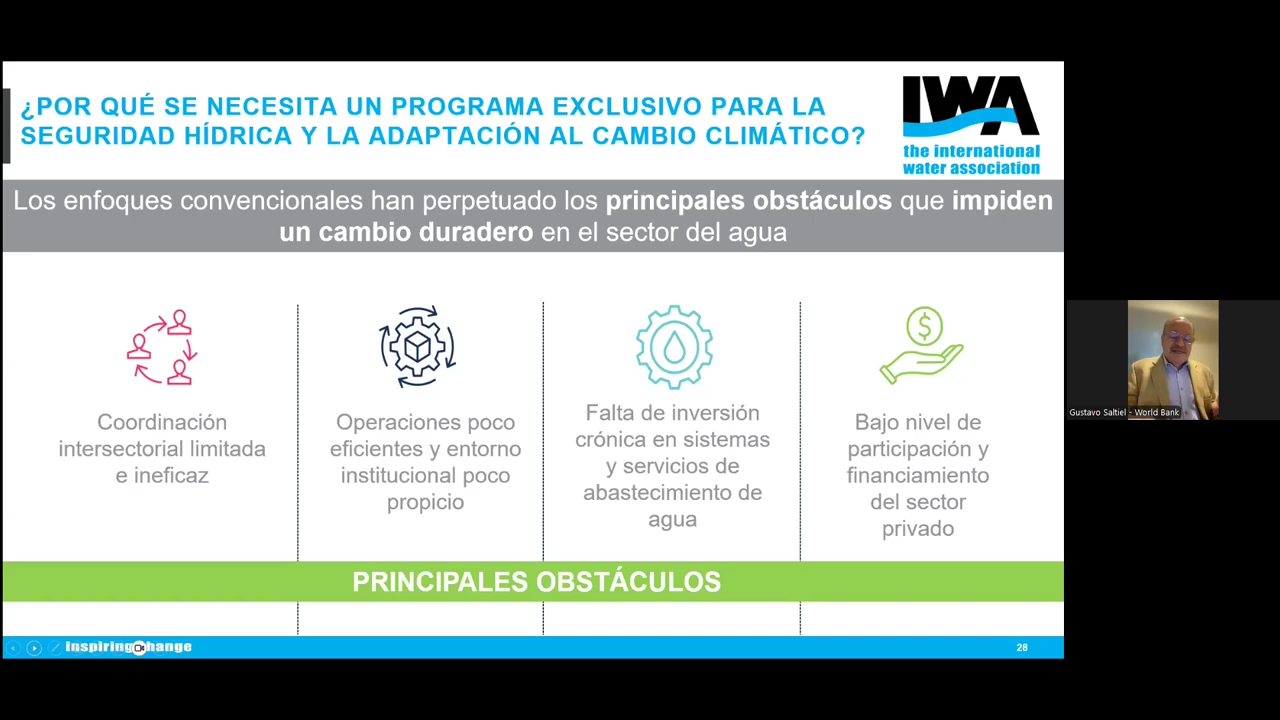 ¿POR QUÉ SE NECESITA UN PROGRAMA EXCLUSIVO PARA LA
SEGURIDAD HÍDRICA Y LA ADAPTACIÓN AL CAMBIO CLIMÁTICO?
IWA
the international
water association
Los enfoques convencionales han perpetuado los principales obstáculos que impiden
un cambio duradero en el sector del agua
Coordinación
intersectorial limitada
e ineficaz
Operaciones poco
eficientes y entorno
institucional poco
propicio
Falta de inversión
crónica en sistemas
y servicios de
abastecimiento de
agua
Bajo nivel de
participación y
financiamiento
del sector
privado
PRINCIPALES OBSTÁCULOS
inspiring change
28
Gustavo Saltiel - World Bank